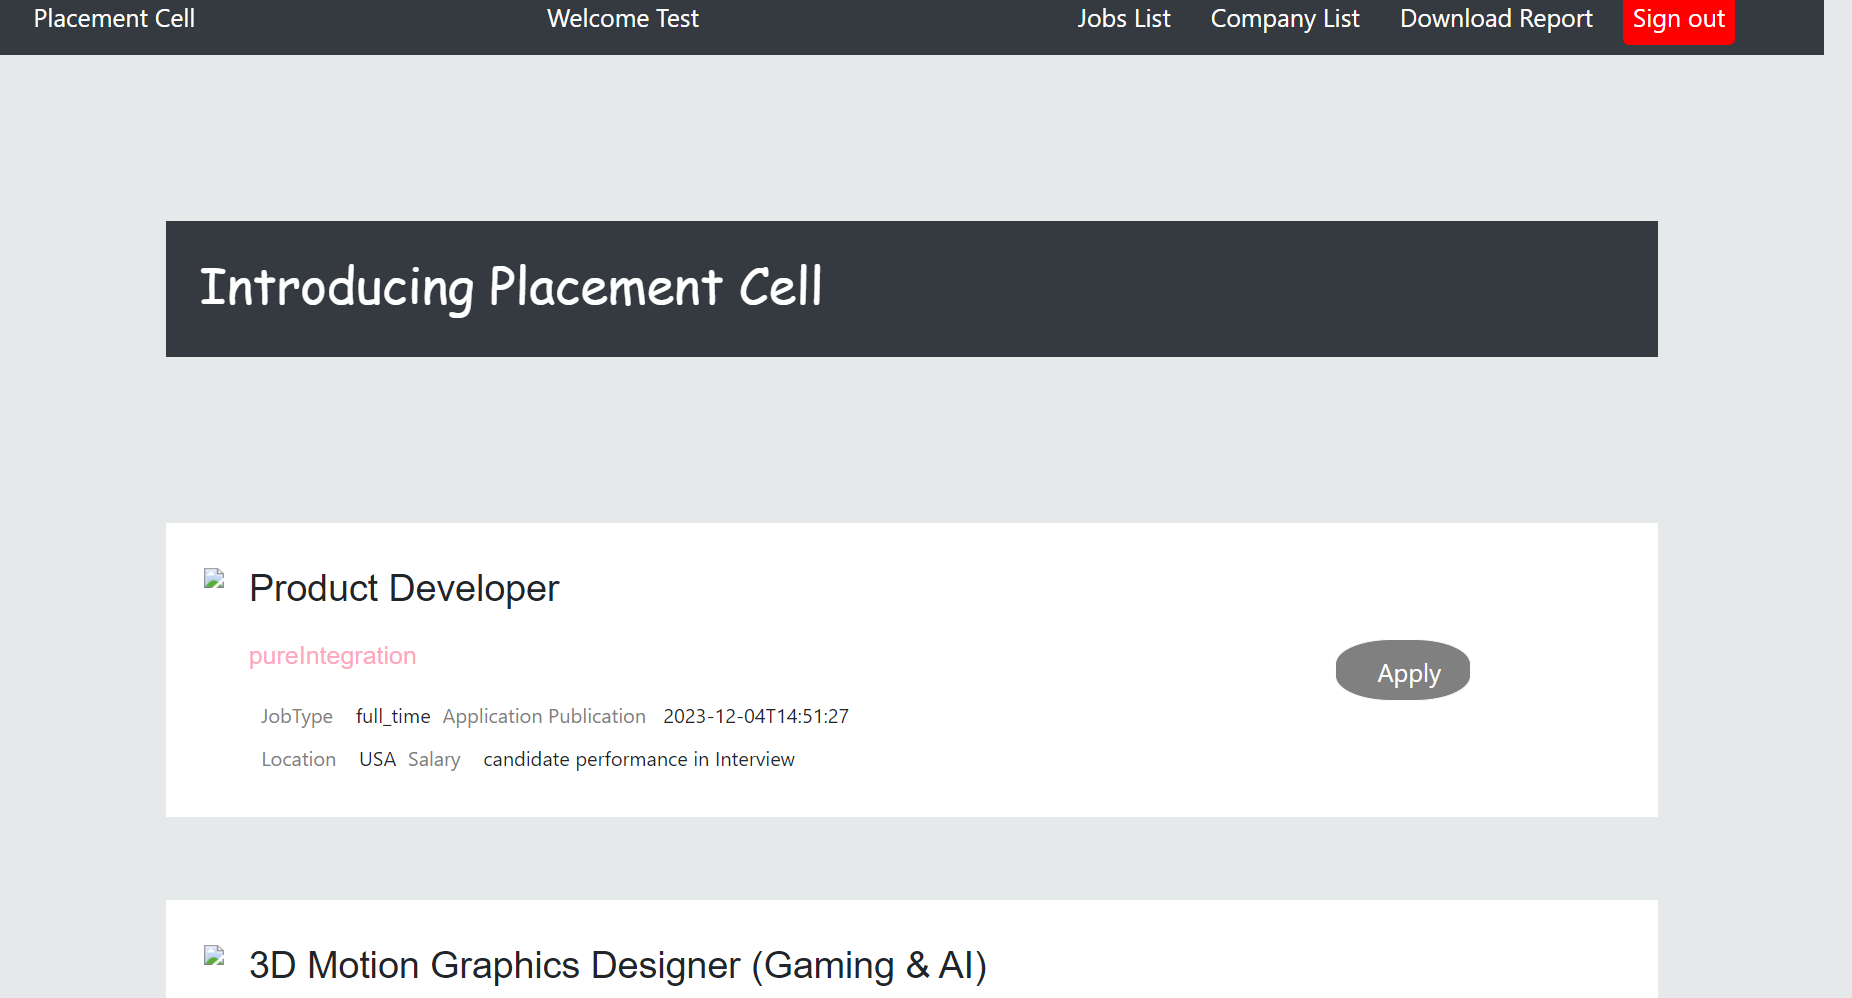 Placement Cell Welcome Test Jobs List Company List Download Report Sign out
Introducing Placement Cell
Product Developer
pureIntegration
Apply
JobType full_time Application Publication 2023-12-04T14:51:27
Location USA Salary candidate performance in Interview
3D Motion Graphics Designer (Gaming & AI)